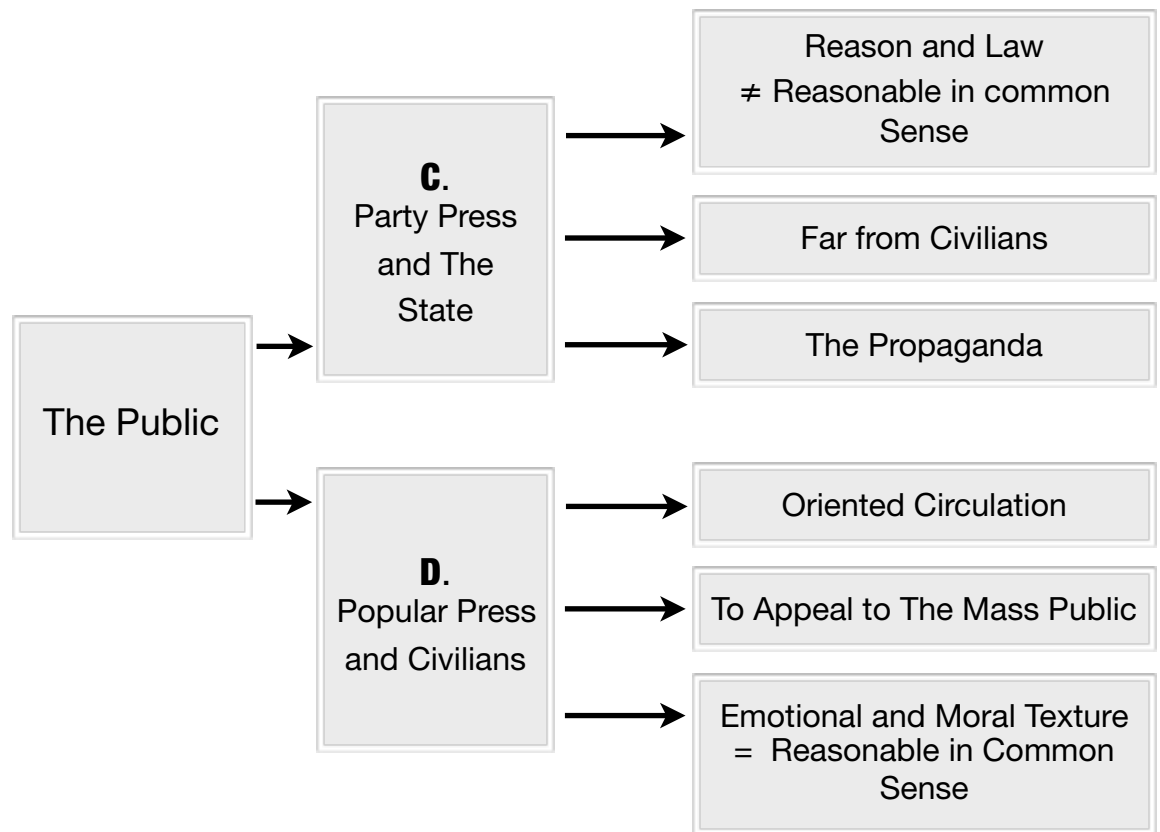 The Public
C.
Party Press
and The
State
Reason and Law
≠ Reasonable in common
Sense
Far from Civilians
The Propaganda
D.
Popular Press
and Civilians
Oriented Circulation
To Appeal to The Mass Public
Emotional and Moral Texture
= Reasonable in Common
Sense